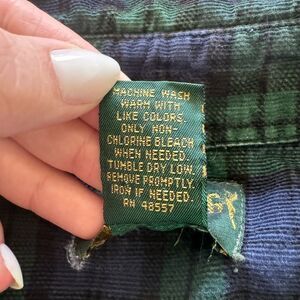 MACHINE WASH
WARM WITH
LIKE COLORS.
ONLY NON-
CHLORINE BLEACH
WHEN NEEDED.
TUMBLE DRY LOW.
REMOVE PROMPTLY.
IRON IF NEEDED.
RN 48557